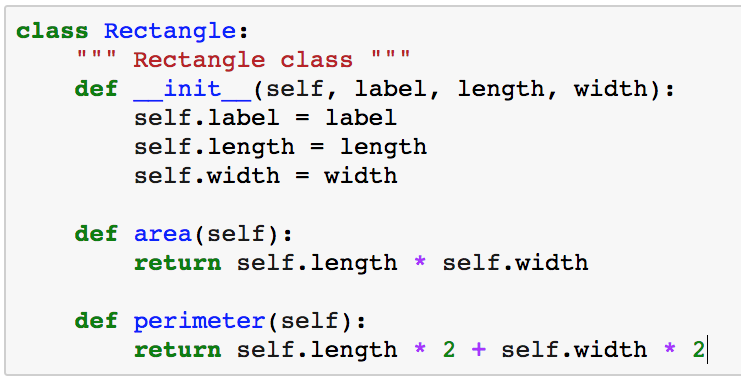 class Rectangle:
    """ Rectangle class """
    def __init__(self, label, length, width):
        self.label = label
        self.length = length
        self.width = width

    def area(self):
        return self.length * self.width

    def perimeter(self):
        return self.length * 2 + self.width * 2